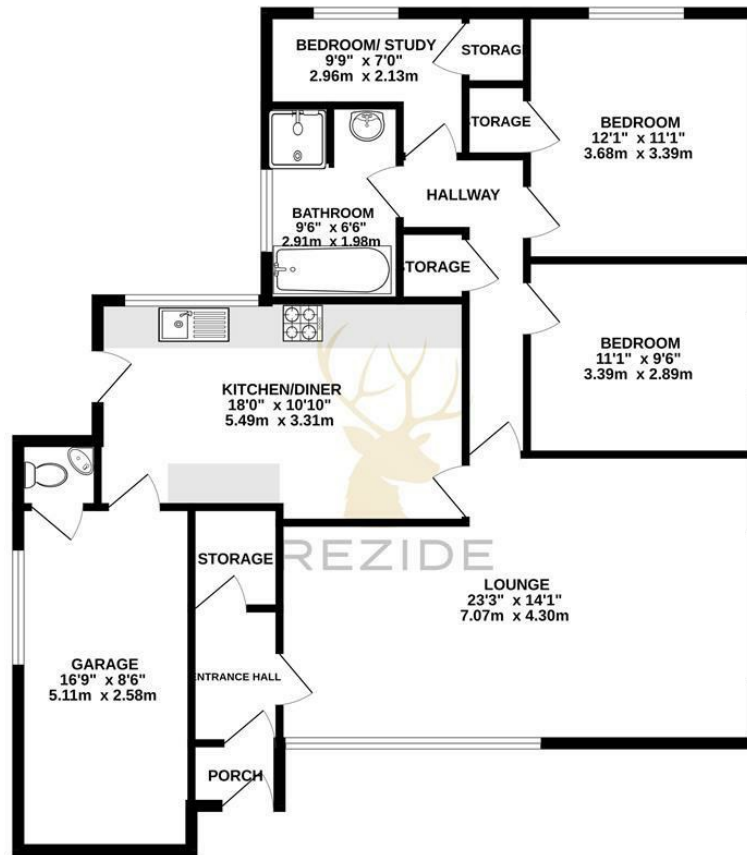 BEDROOM/ STUDY
9'9" x 7'0"
2.96m x 2.13m
STORAG
STORAGE
BEDROOM
12'1" x 11'1"
3.68m x 3.39m
HALLWAY
BATHROOM
9'6" x 6'6"
2.91m x 1.98m
STORAGE
BEDROOM
11'1" x 9'6"
3.39m x 2.89m
KITCHEN/DINER
18'0" x 10'10"
5.49m x 3.31m
REZIDE
STORAGE
LOUNGE
23'3" x 14'1"
7.07m x 4.30m
GARAGE
16'9" x 8'6"
5.11m x 2.58m
ENTRANCE HALL
PORCH